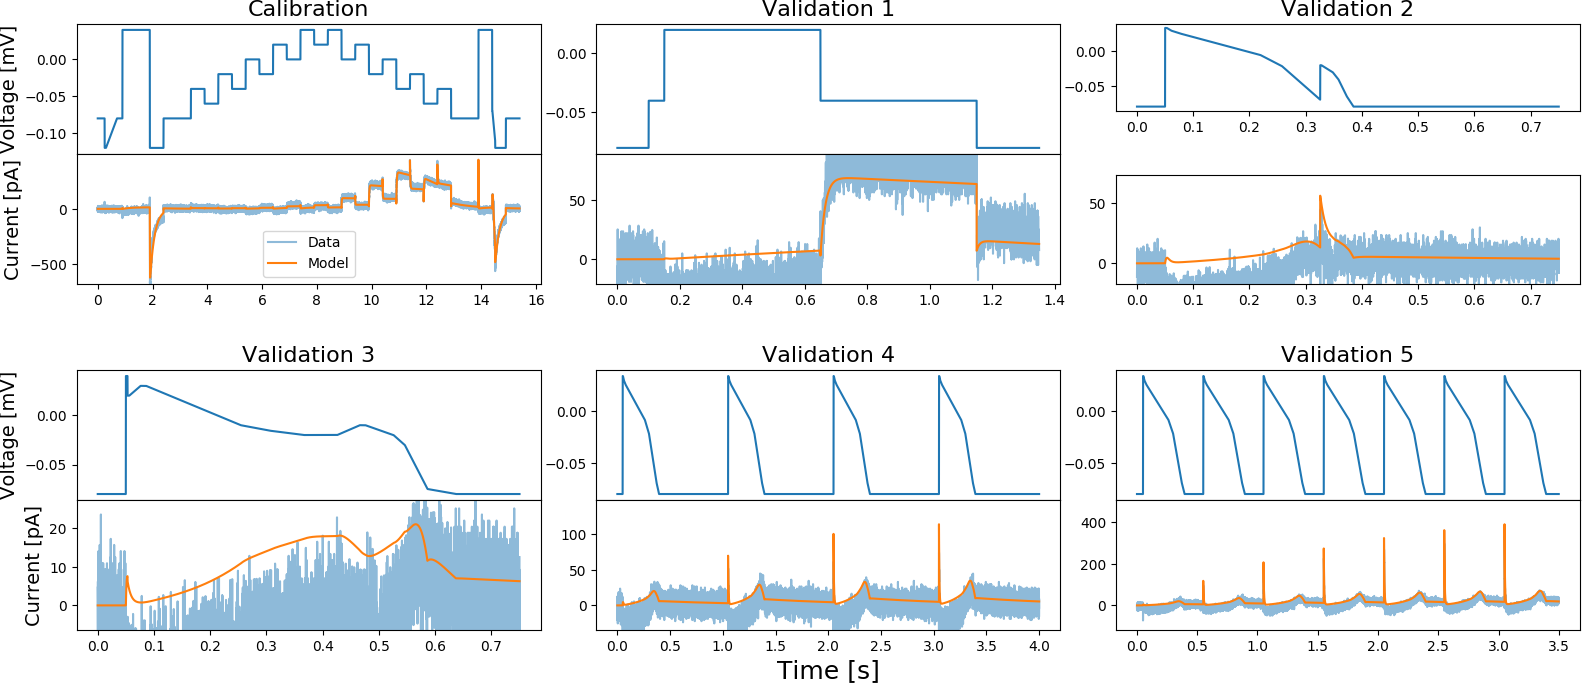 Calibration
Validation 1
Validation 2
Voltage [mV]
0.00
−0.05
−0.10
0.00
−0.05
0.00
−0.05
0.0 0.1 0.2 0.3 0.4 0.5 0.6 0.7
Current [pA]
0
−500
Data
Model
0 2 4 6 8 10 12 14 16
50
0
0.0 0.2 0.4 0.6 0.8 1.0 1.2 1.4
50
0
0.0 0.1 0.2 0.3 0.4 0.5 0.6 0.7
Validation 3
Validation 4
Validation 5
Voltage [mV]
0.00
−0.05
0.00
−0.05
0.00
−0.05
Current [pA]
20
10
0
0.0 0.1 0.2 0.3 0.4 0.5 0.6 0.7
100
50
0
0.0 0.5 1.0 1.5 2.0 2.5 3.0 3.5 4.0
400
200
0
0.0 0.5 1.0 1.5 2.0 2.5 3.0 3.5
Time [s]